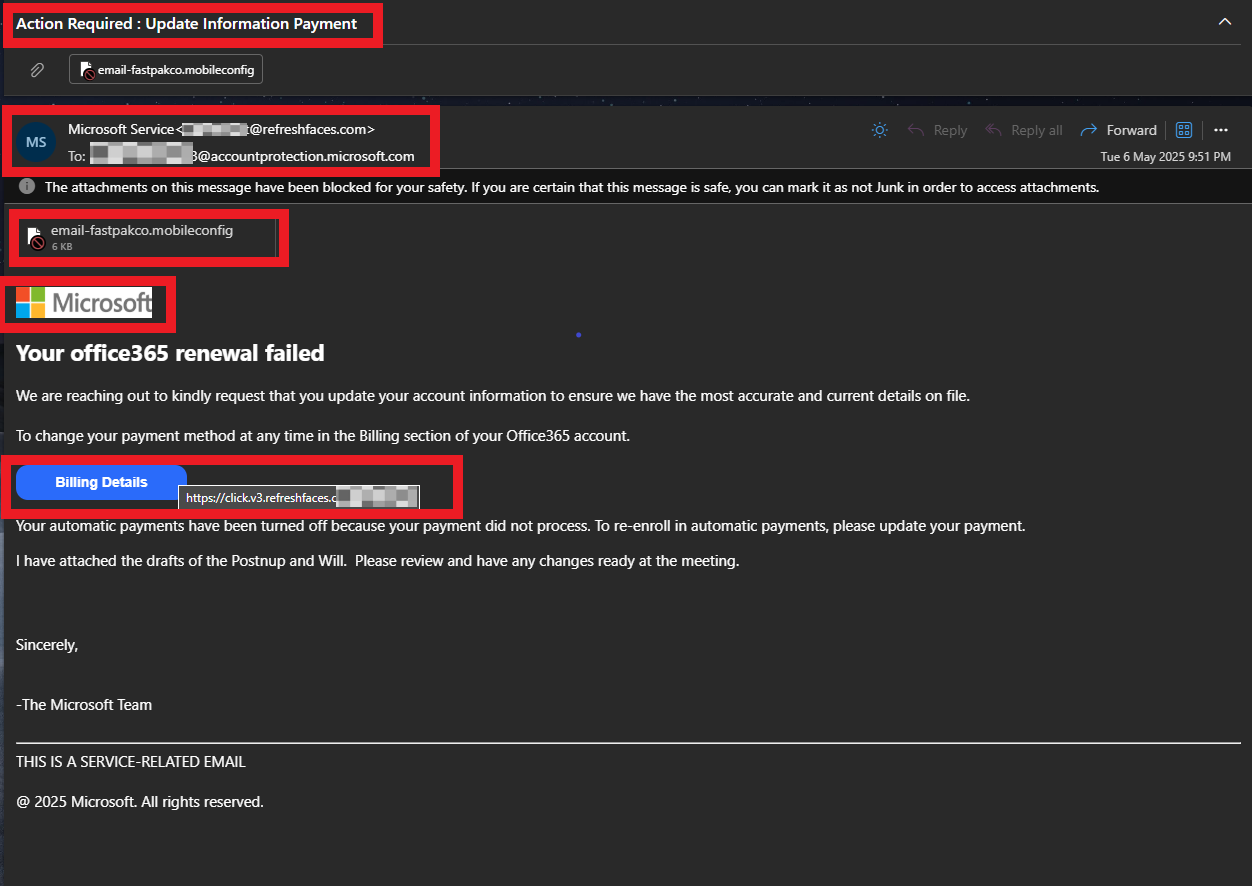 Action Required : Update Information Payment
email-fastpakco.mobileconfig
MS
Microsoft Service< @refreshfaces.com>
Reply
Reply all
Forward
To: 3@accountprotection.microsoft.com
Tue 6 May 2025 9:51 PM
The attachments on this message have been blocked for your safety. If you are certain that this message is safe, you can mark it as not Junk in order to access attachments.
email-fastpakco.mobileconfig
6 KB
Microsoft
Your office365 renewal failed
We are reaching out to kindly request that you update your account information to ensure we have the most accurate and current details on file.
To change your payment method at any time in the Billing section of your Office365 account.
Billing Details
https://click.v3.refreshfaces.c
Your automatic payments have been turned off because your payment did not process. To re-enroll in automatic payments, please update your payment.
I have attached the drafts of the Postnup and Will.  Please review and have any changes ready at the meeting.
Sincerely,
-The Microsoft Team
THIS IS A SERVICE-RELATED EMAIL
@ 2025 Microsoft. All rights reserved.